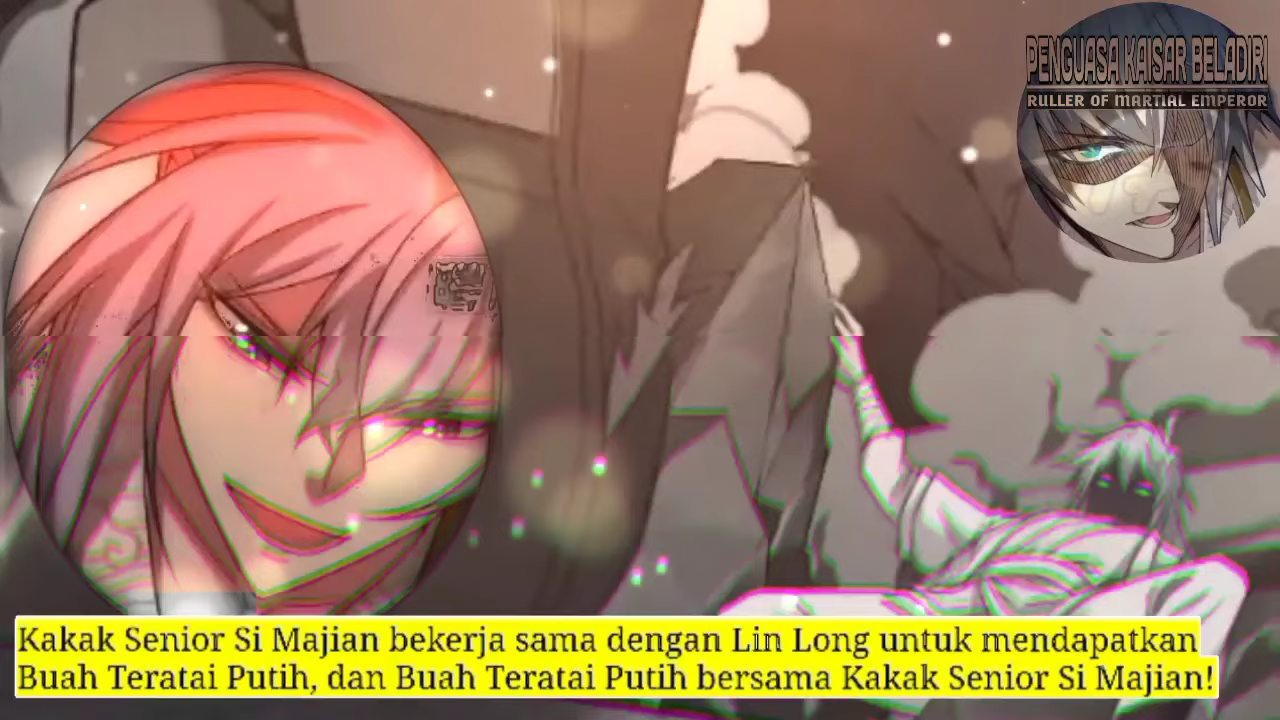 PENGUASA KAISAR BELADIRI
RULLER OF MARTIAL EMPEROR
Kakak Senior Si Majian bekerja sama dengan Lin Long untuk mendapatkan
Buah Teratai Putih, dan Buah Teratai Putih bersama Kakak Senior Si Majian!